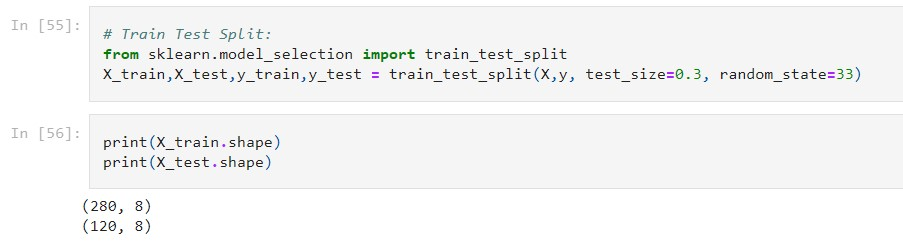 In [55]:
# Train Test Split:
from sklearn.model_selection import train_test_split
X_train,X_test,y_train,y_test = train_test_split(X,y, test_size=0.3, random_state=33)
In [56]:
print(X_train.shape)
print(X_test.shape)
(280, 8)
(120, 8)